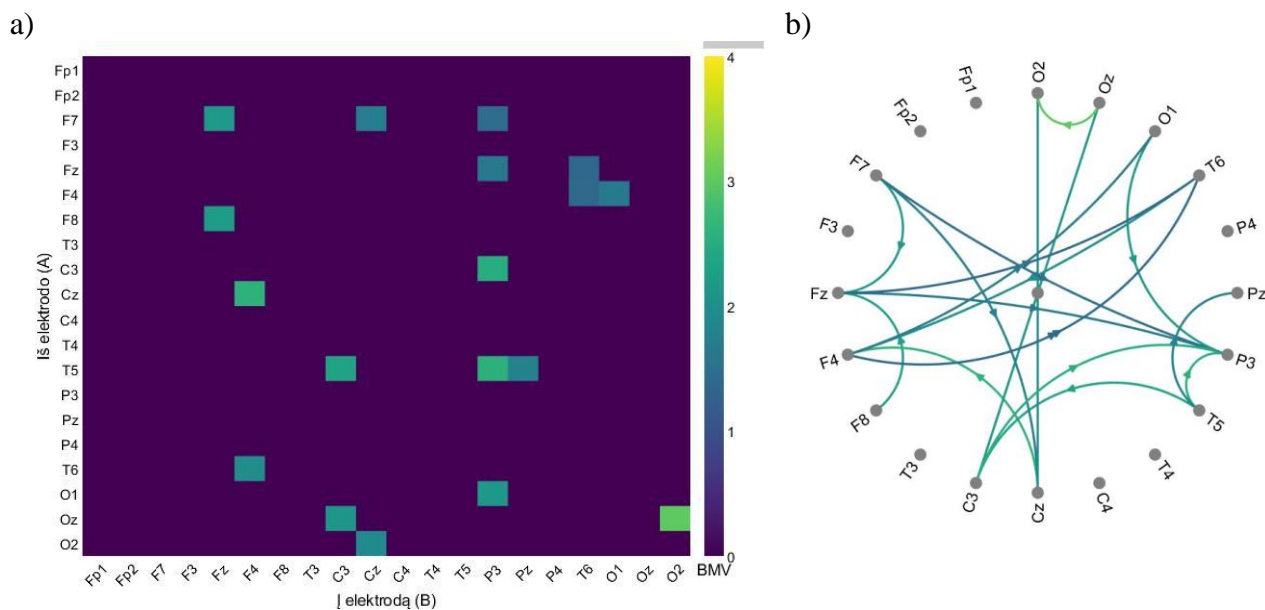 a)
Fp1
Fp2
F7
F3
Fz
F4
F8
T3
C3
Cz
C4
T4
T5
P3
Pz
P4
T6
O1
Oz
O2
Iš elektrodo (A)
Fp1 Fp2 F7 F3 Fz F4 F8 T3 C3 Cz C4 T4 T5 P3 Pz P4 T6 O1 Oz O2
Į elektrodą (B)
4
3
2
1
0
BMV
b)
O2
Oz
O1
T6
P4
Pz
P3
T5
T4
C4
Cz
C3
T3
F8
F4
Fz
F3
F7
Fp2
Fp1